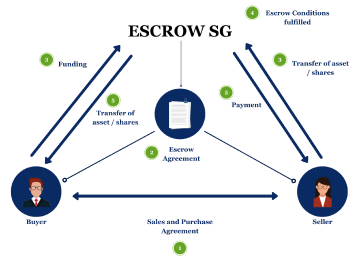 4
Escrow Conditions
fulfilled
ESCROW SG
3
Funding
3
Transfer of asset
/ shares
5
Transfer of
asset / shares
5
Payment
2
Escrow
Agreement
Buyer
Seller
Sales and Purchase
Agreement
1